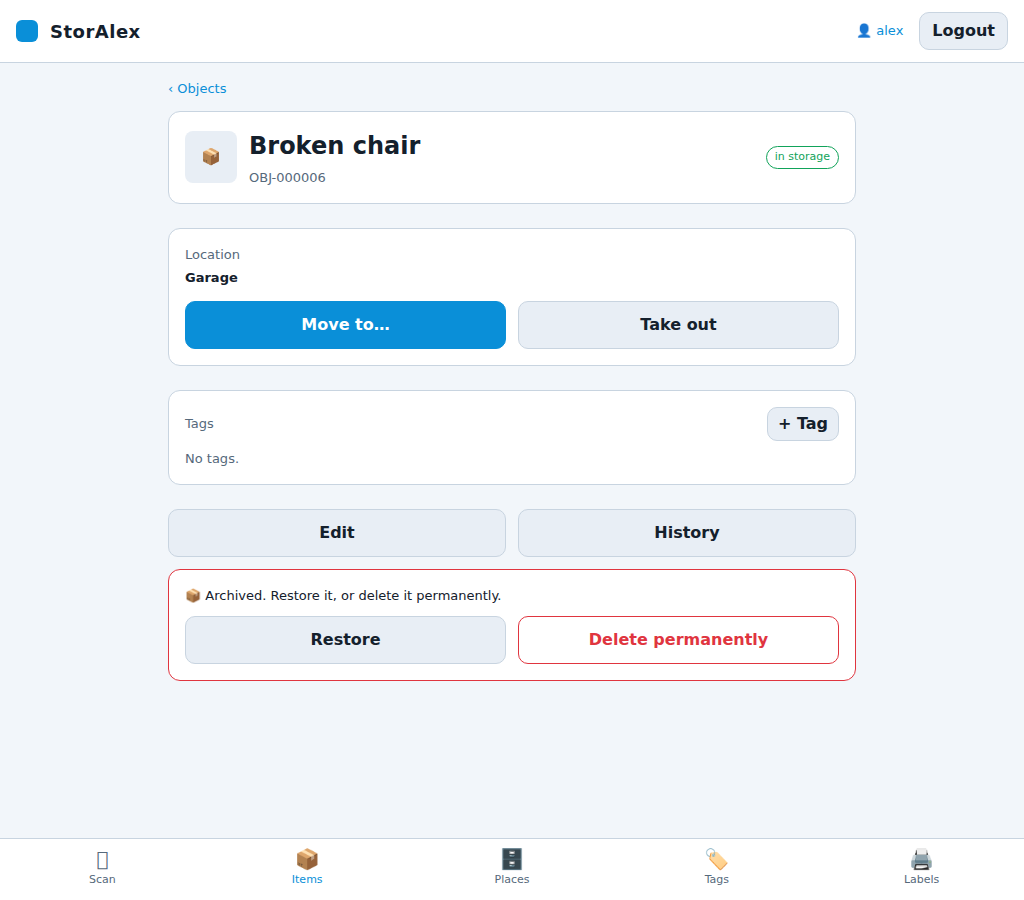 StorAlex
alex
Logout
‹ Objects
Broken chair
OBJ-000006
in storage
Location
Garage
Move to...
Take out
Tags
+ Tag
No tags.
Edit
History
Archived. Restore it, or delete it permanently.
Restore
Delete permanently
Scan
Items
Places
Tags
Labels